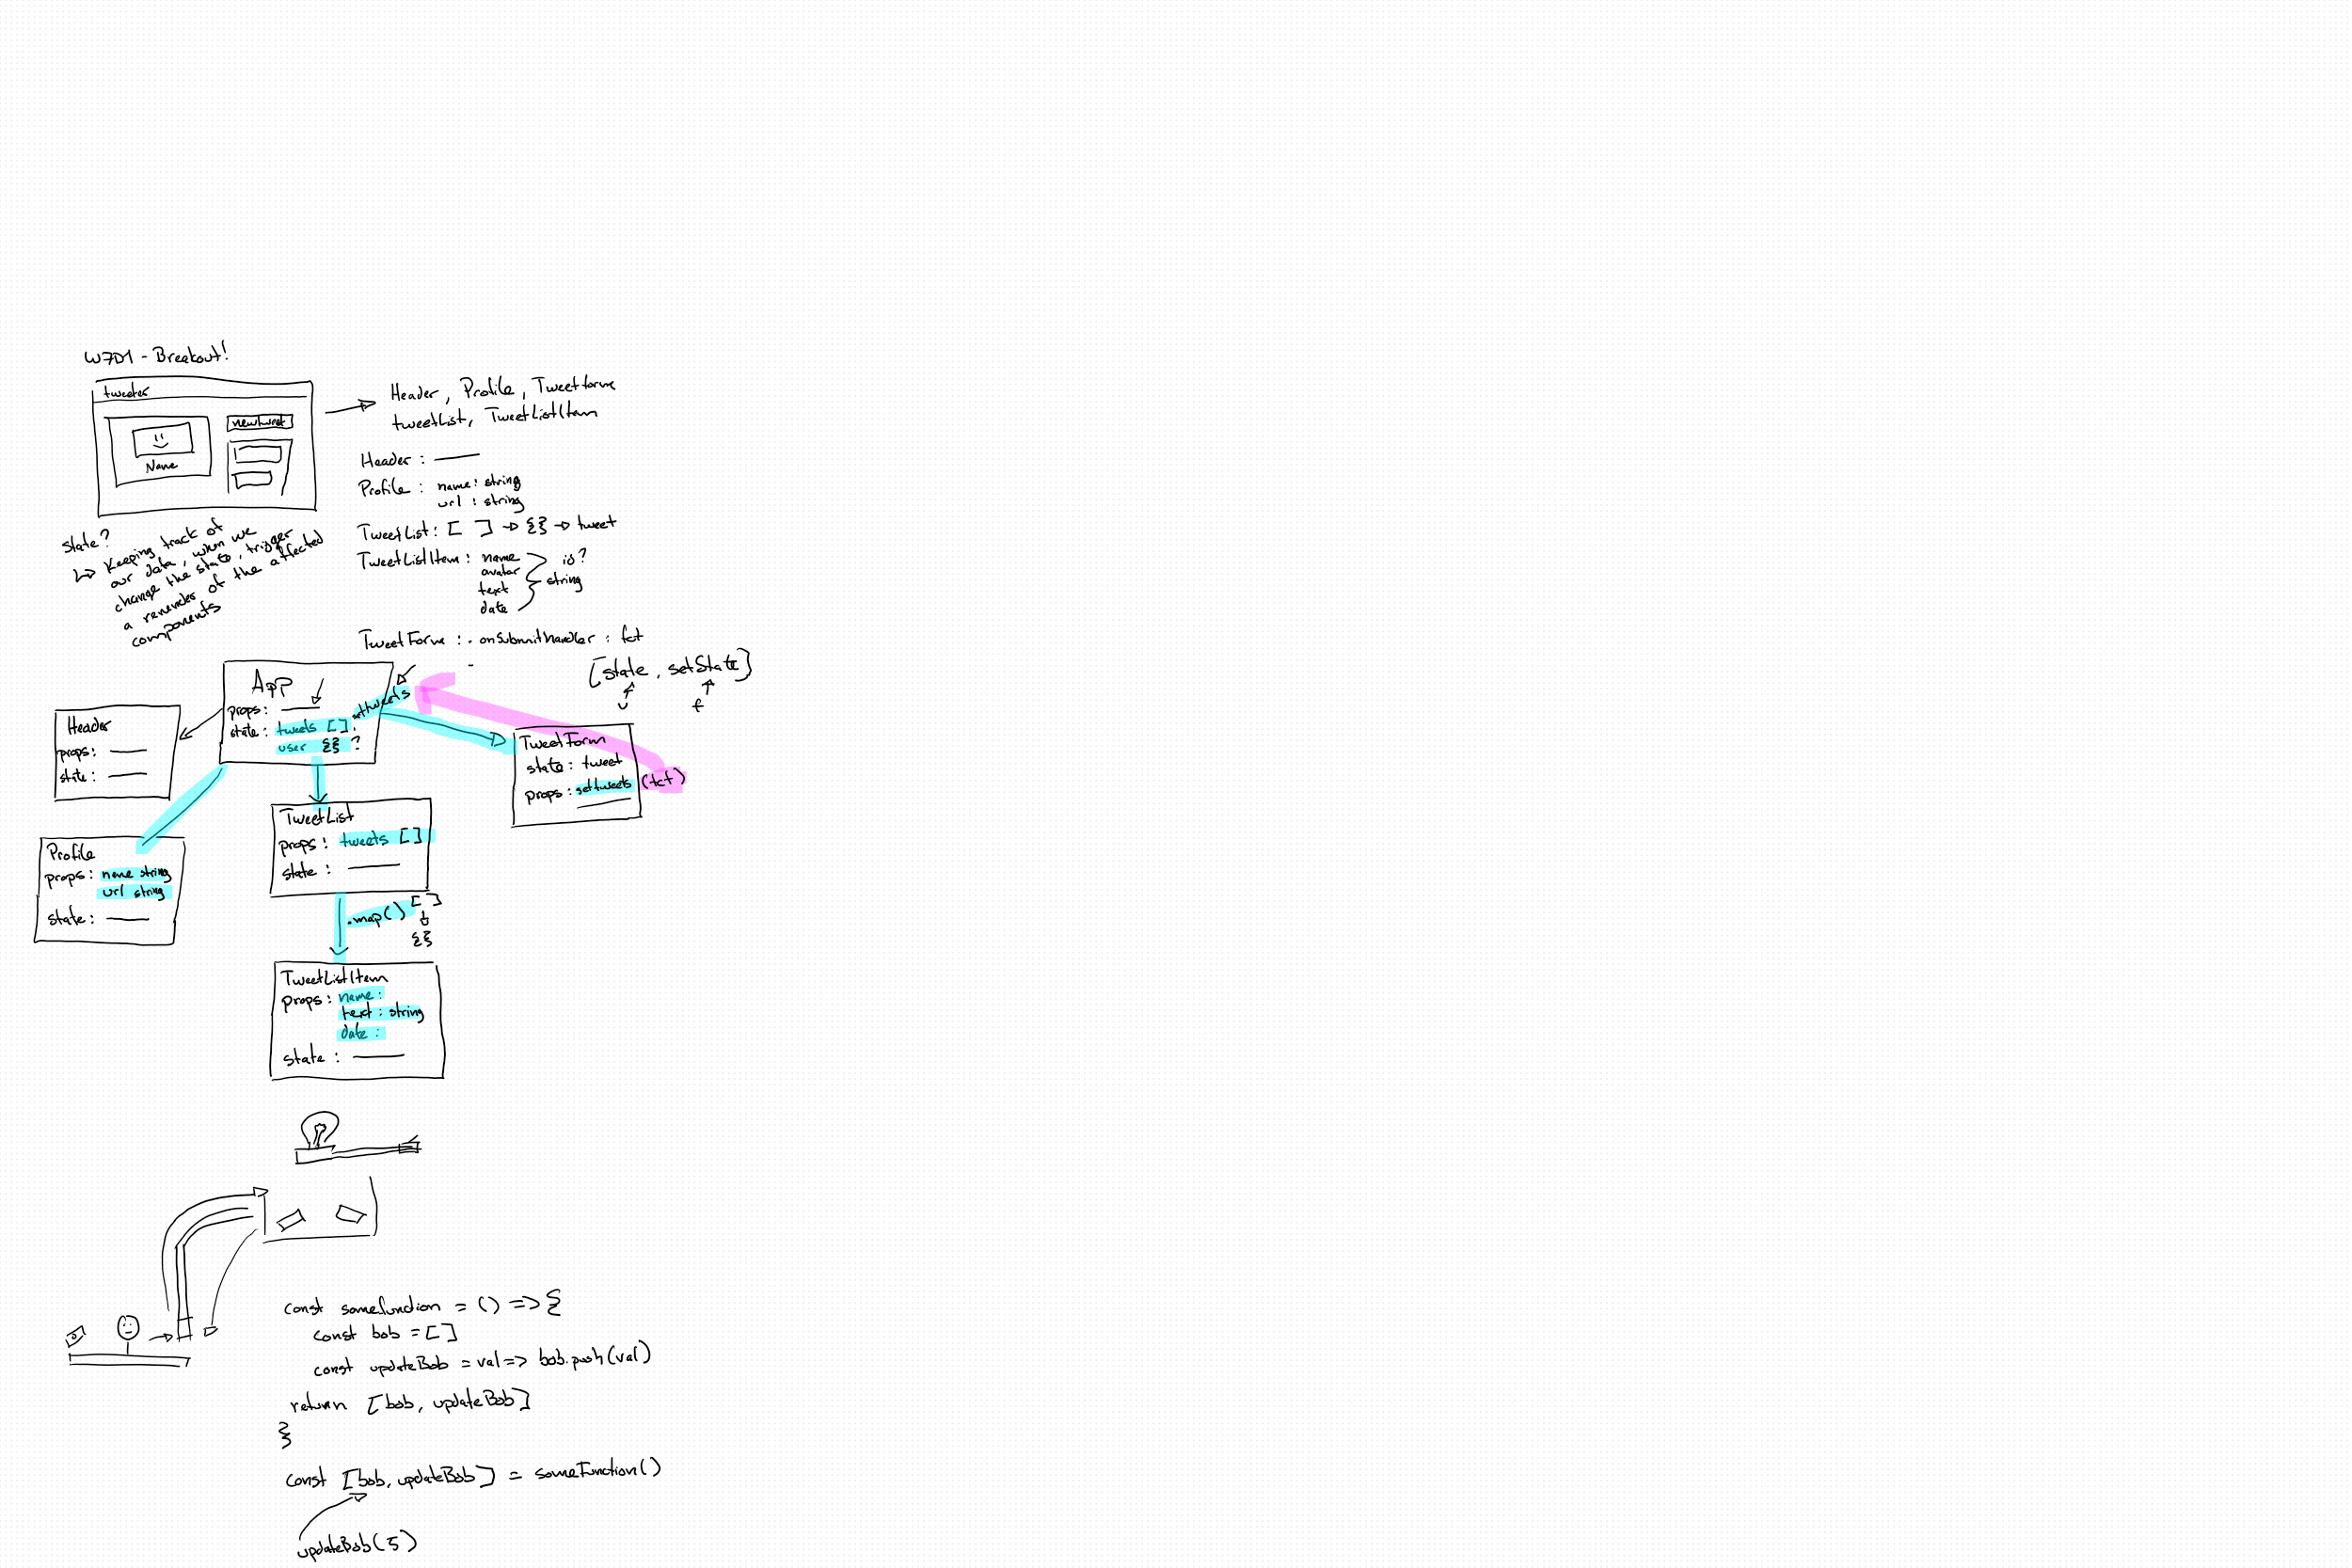 W7D1 - Breakout!
tweeter
newtweet
Name
Header, Profile, TweetForm
tweetList, TweetListItem
Header :
Profile : name: string
url : string
TweetList: [ ] → {} → tweet
TweetListItem : name
avatar
text
date
id?
string
TweetForm : . onSubmitHandler : fct
state?
↳ Keeping track of
our data, when we
change the state, trigger
a rerender of the affected
components
[state, setState]
v
f
App
props:
state: tweets [],
settweets
user {} ?
Header
props:
state:
TweetForm
state: tweet
props: settweets (tct)
TweetList
props: tweets []
state:
Profile
props: name string
url string
state:
.map() [ ]
{}
TweetListItem
props: name:
text: string
date:
state:
const someFunction = () => {
const bob = []
const updateBob = val => bob.push(val)
return [bob, updateBob]
}
const [bob, updateBob] = someFunction()
updateBob(5)